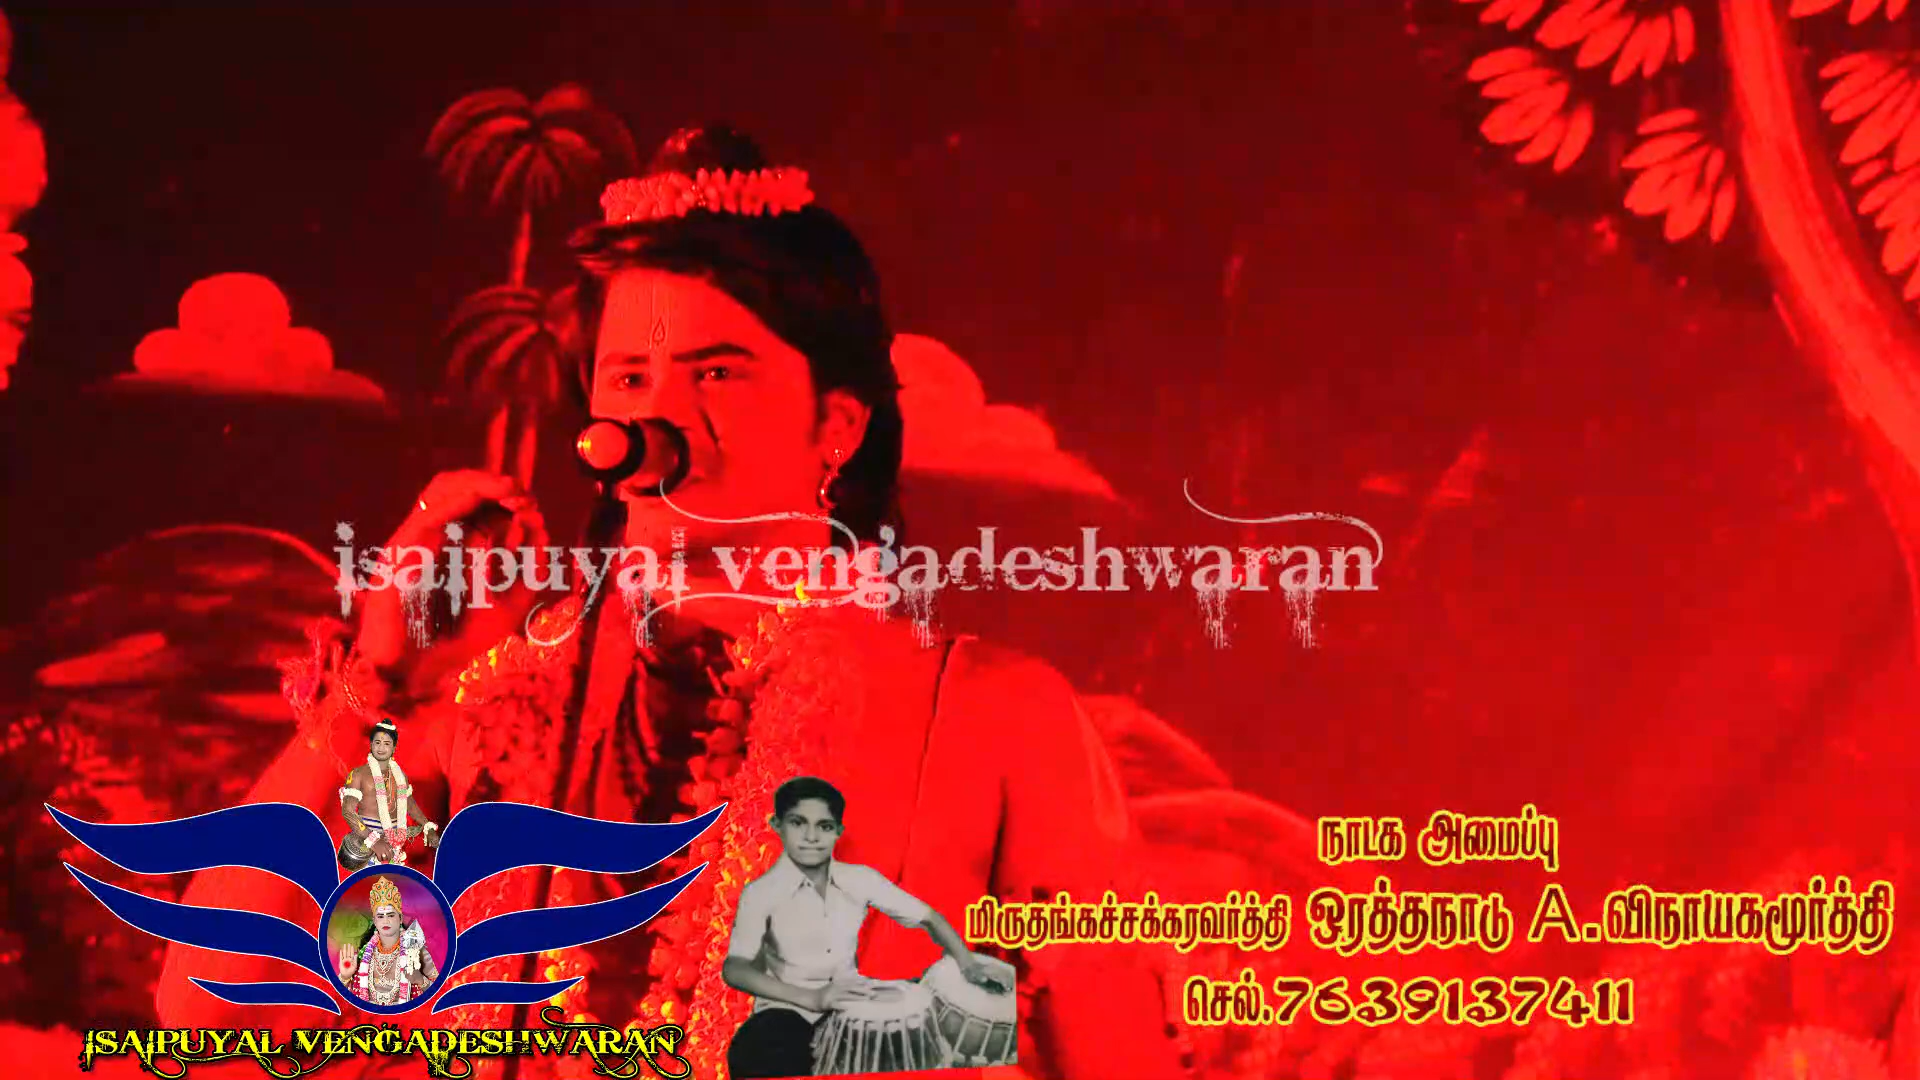 isaipuyal vengadeshwaran
நாடக அமைப்பு
மிருதங்கச்சக்கரவர்த்தி ஒரத்தநாடு A.விநாயகமூர்த்தி
செல்.7639137411
ISAIPUYAL VENGADESHWARAN